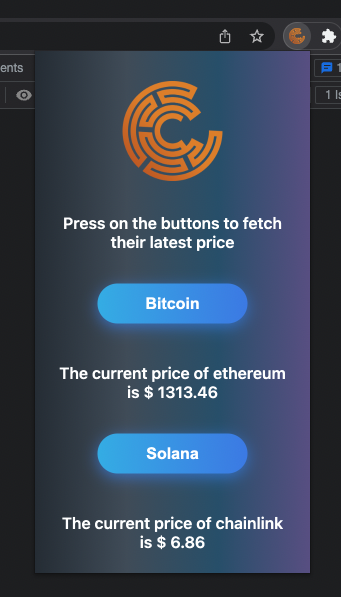 ents
1
1 Is
Press on the buttons to fetch
their latest price
Bitcoin
The current price of ethereum
is $ 1313.46
Solana
The current price of chainlink
is $ 6.86